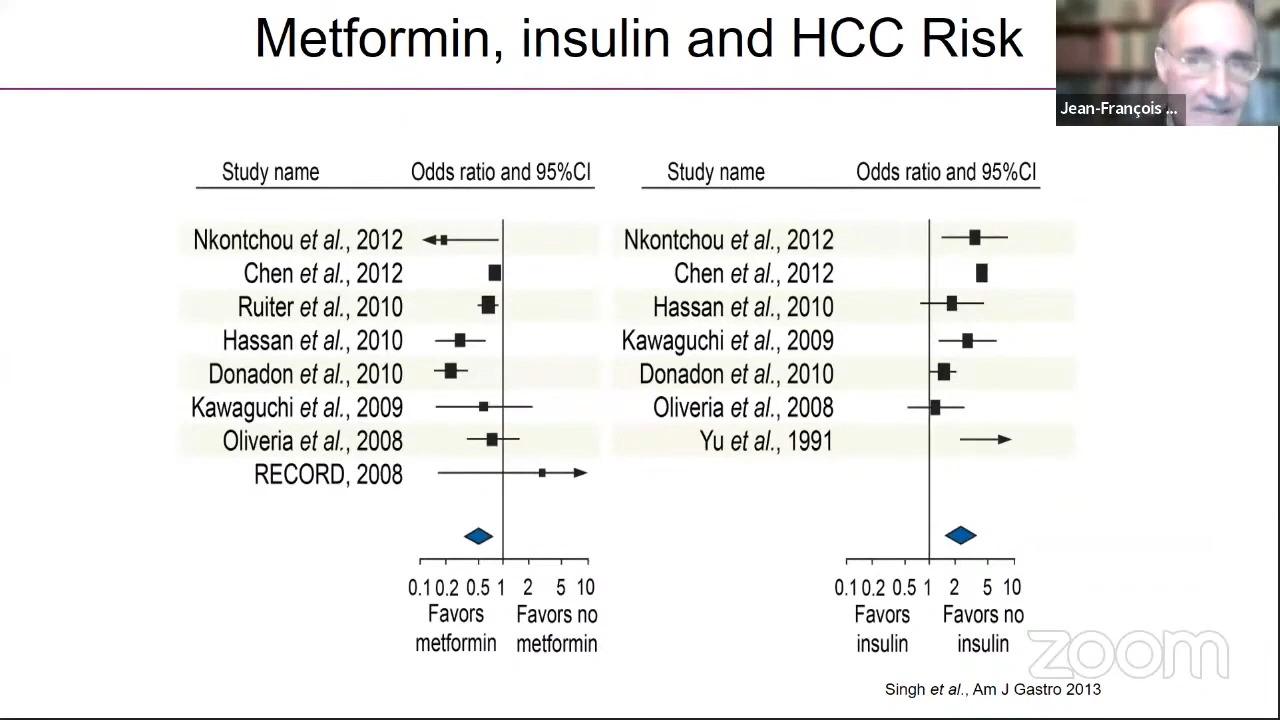 Metformin, insulin and HCC Risk
Jean-François ...
Study name Odds ratio and 95%CI
Nkontchou et al., 2012
Chen et al., 2012
Ruiter et al., 2010
Hassan et al., 2010
Donadon et al., 2010
Kawaguchi et al., 2009
Oliveria et al., 2008
RECORD, 2008
0.1 0.2 0.5 1 2 5 10
Favors metformin
Favors no metformin
Study name Odds ratio and 95%CI
Nkontchou et al., 2012
Chen et al., 2012
Hassan et al., 2010
Kawaguchi et al., 2009
Donadon et al., 2010
Oliveria et al., 2008
Yu et al., 1991
0.1 0.2 0.5 1 2 5 10
Favors insulin
Favors no insulin
zoom
Singh et al., Am J Gastro 2013